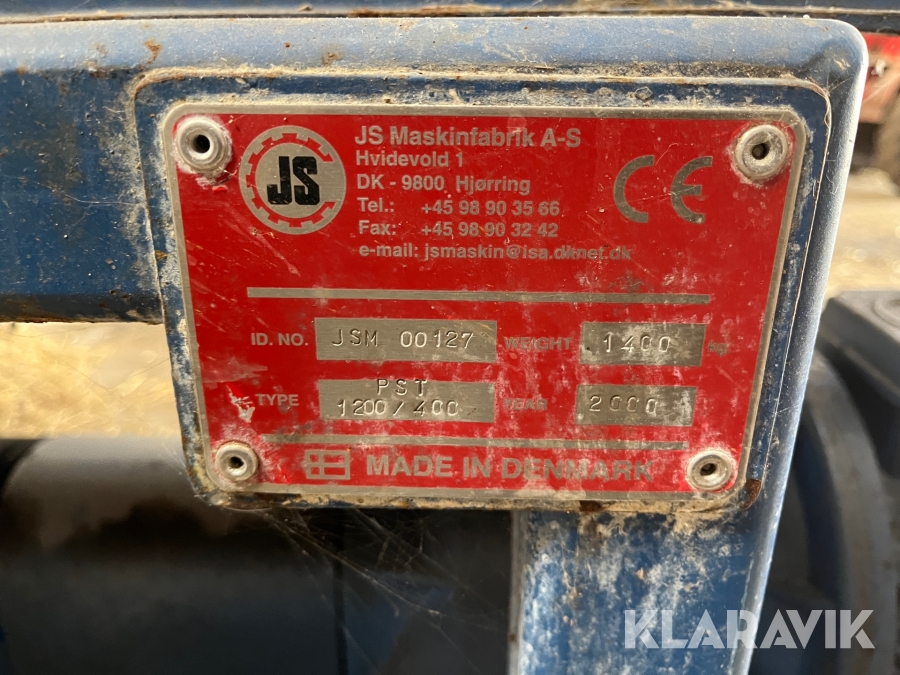 JS
JS Maskinfabrik A-S
Hvidevold 1
DK - 9800 Hjørring
Tel.: +45 98 90 35 66
Fax: +45 98 90 32 42
e-mail: jsmaskin@isa.dknet.dk
CE
ID. NO. JSM 00127 WEIGHT 1400 kg
TYPE PST 1200/400 YEAR 2000
MADE IN DENMARK
KLARAVIK